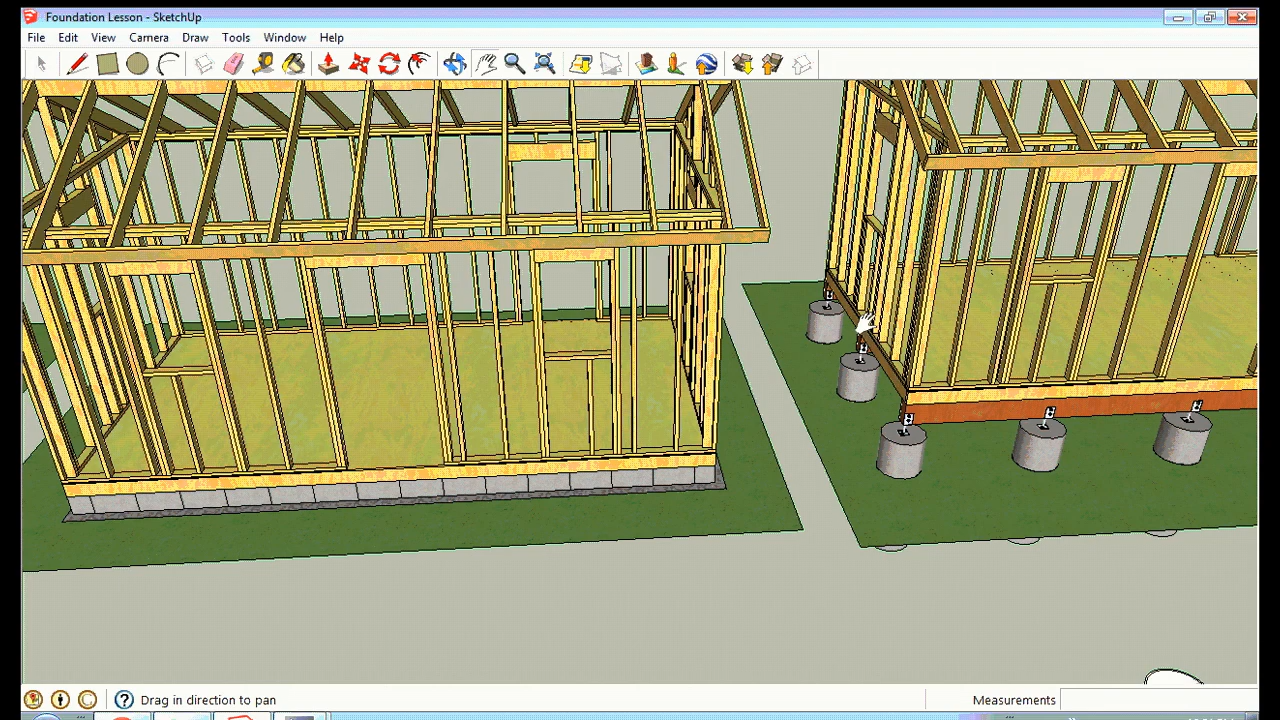 Foundation Lesson - SketchUp
File Edit View Camera Draw Tools Window Help
Drag in direction to pan
Measurements